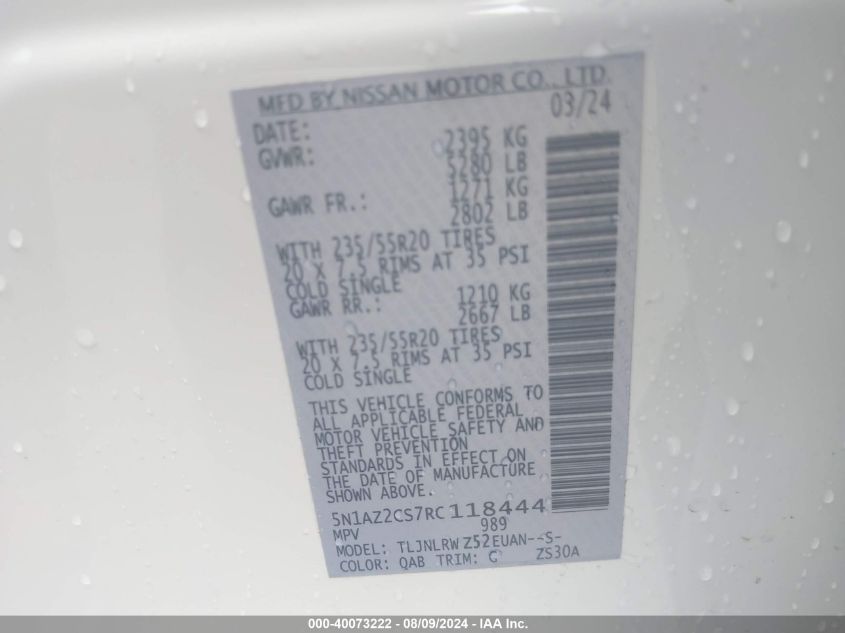 MFD BY NISSAN MOTOR CO., LTD.
DATE: 03/24
GVWR: 2395 KG
5280 LB
GAWR FR.: 1271 KG
2802 LB
WITH 235/55R20 TIRES
20 X 7.5 RIMS AT 35 PSI
COLD SINGLE
GAWR RR.: 1210 KG
2667 LB
WITH 235/55R20 TIRES
20 X 7.5 RIMS AT 35 PSI
COLD SINGLE
THIS VEHICLE CONFORMS TO
ALL APPLICABLE FEDERAL
MOTOR VEHICLE SAFETY AND
THEFT PREVENTION
STANDARDS IN EFFECT ON
THE DATE OF MANUFACTURE
SHOWN ABOVE.
5N1AZ2CS7RC118444
MPV 989
MODEL: TLJNLRWZ52EUAN--S-
COLOR: QAB TRIM: G ZS30A
000-40073222 - 08/09/2024 - IAA Inc.